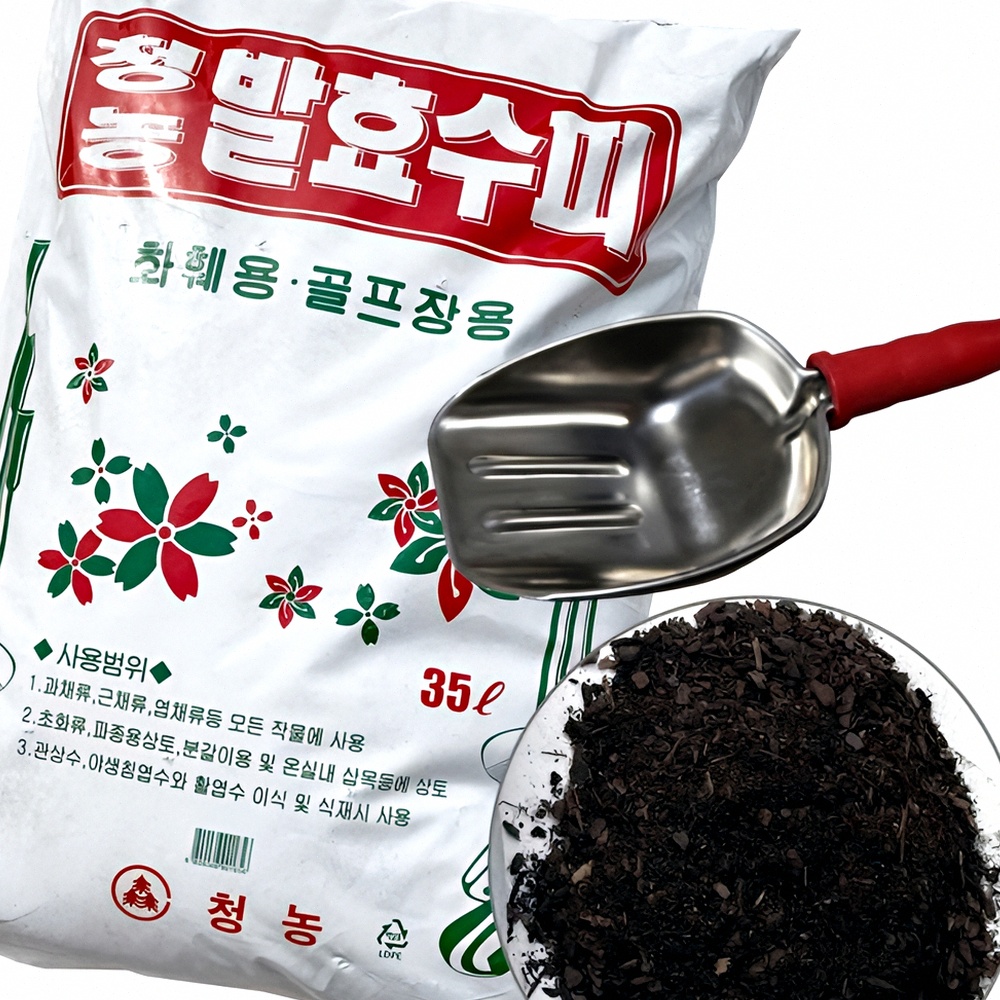 청농 발효수피
화훼용·골프장용
◆사용범위◆
1.과채류,근채류,엽채류등 모든 작물에 사용
2.초화류,파종용상토,분갈이용 및 온실내 삽목등에 상토
3.관상수,야생침엽수와 활엽수 이식 및 식재시 사용
35ℓ
청농
LDPE